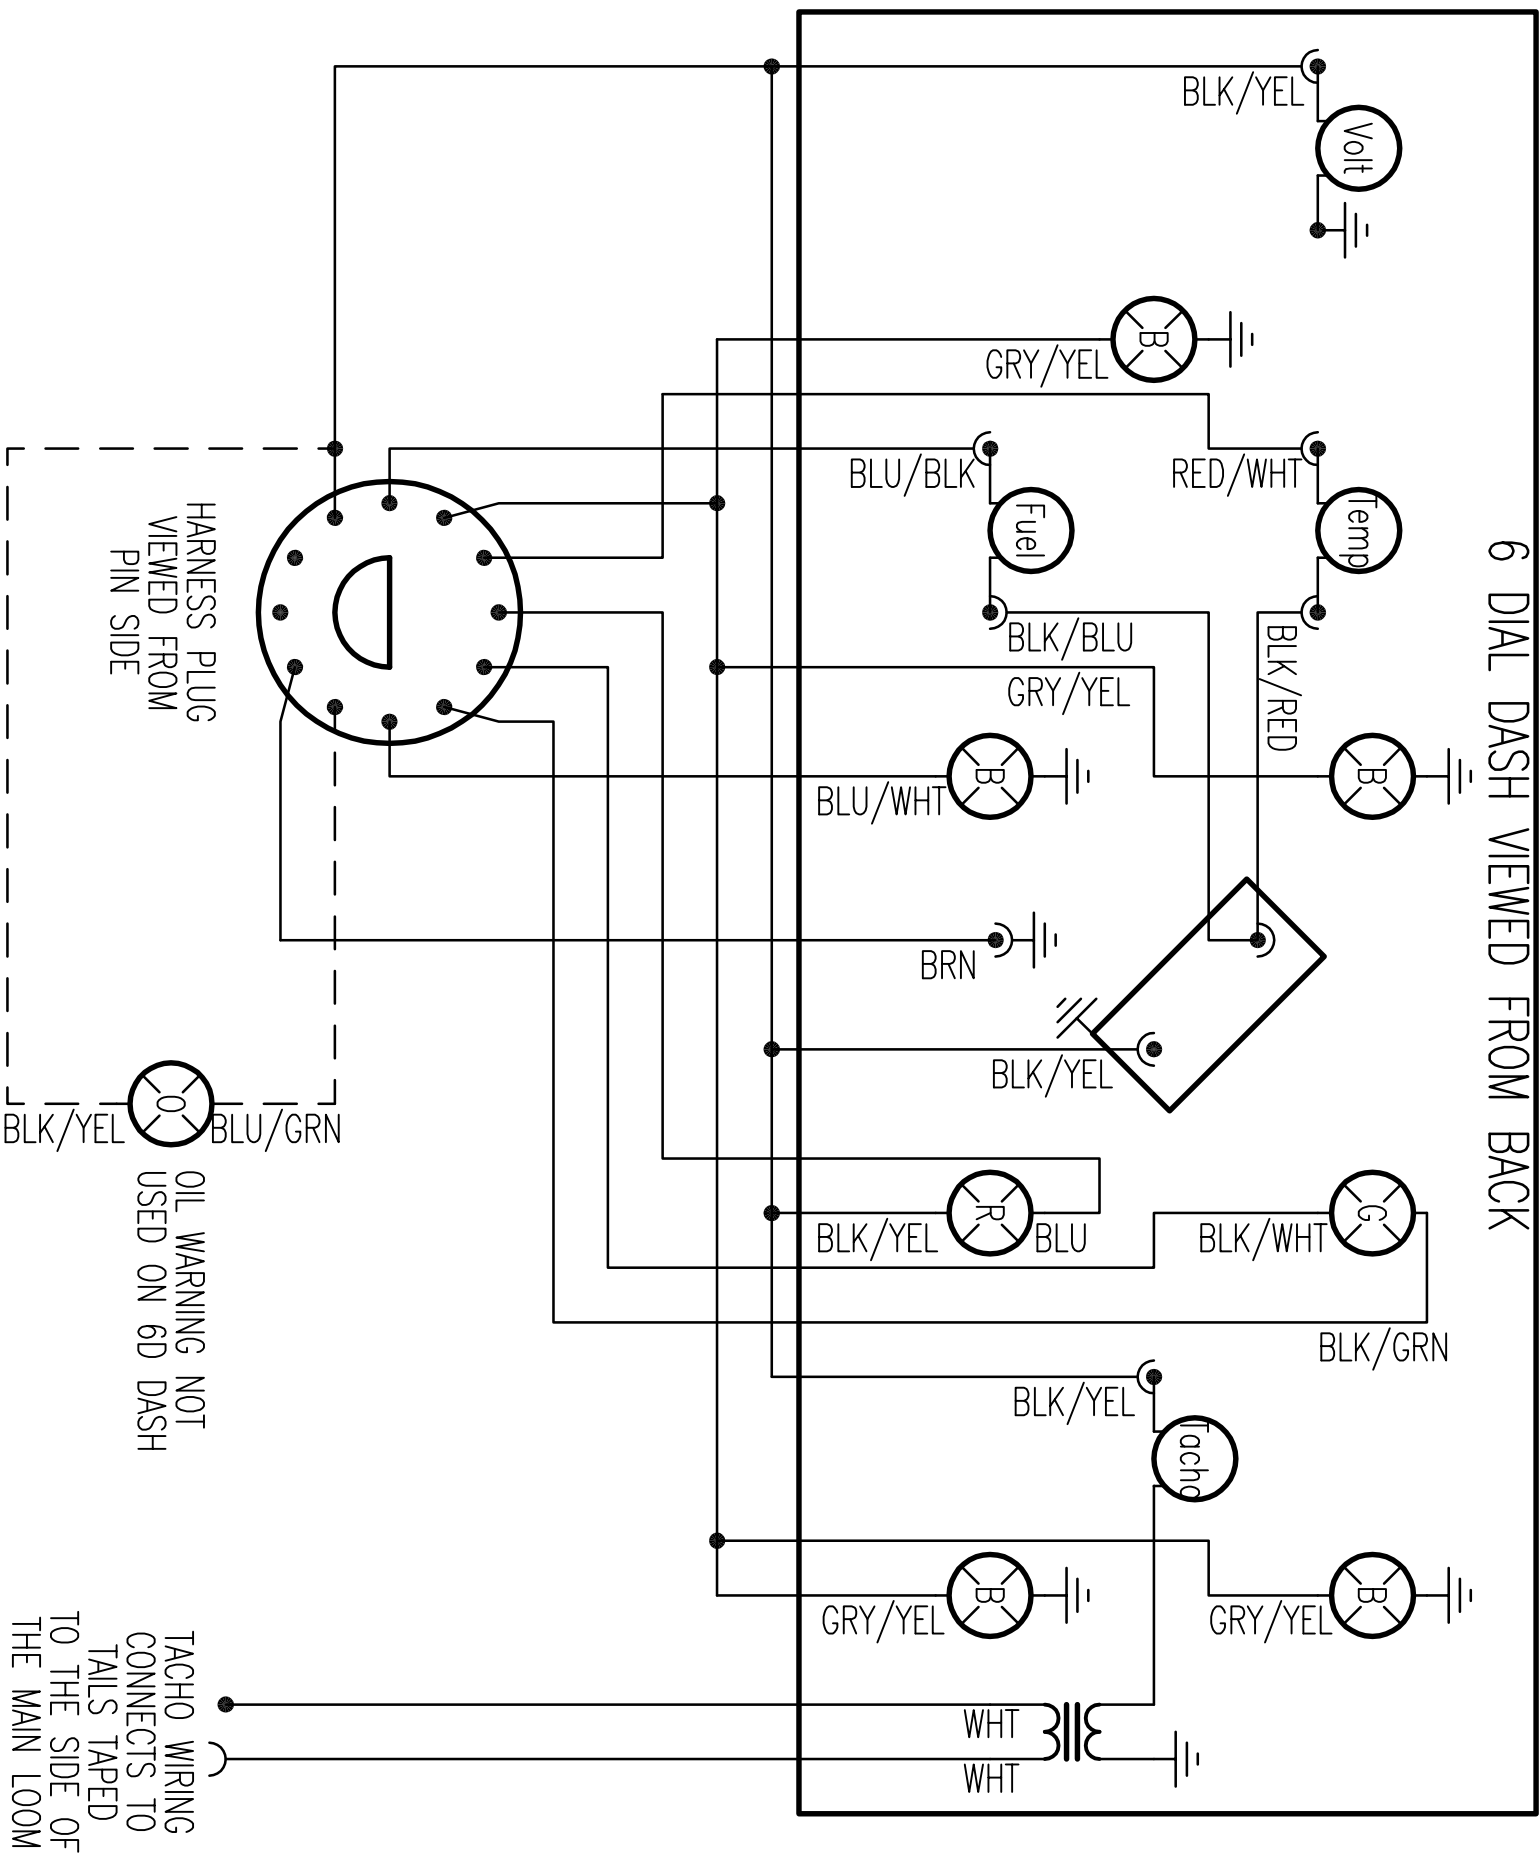 6 DIAL DASH VIEWED FROM BACK
BLK/YEL
Volt
B
GRY/YEL
BLU/BLK
RED/WHT
Fuel
Temp
BLK/BLU
GRY/YEL
BLK/RED
HARNESS PLUG
VIEWED FROM
PIN SIDE
B
BLU/WHT
B
BRN
BLK/YEL
BLK/YEL
O
BLU/GRN
OIL WARNING NOT
USED ON 6D DASH
BLK/YEL
R
BLU
BLK/WHT
G
BLK/GRN
BLK/YEL
Tacho
B
GRY/YEL
B
GRY/YEL
WHT
WHT
TACHO WIRING
CONNECTS TO
TAILS TAPED
TO THE SIDE OF
THE MAIN LOOM